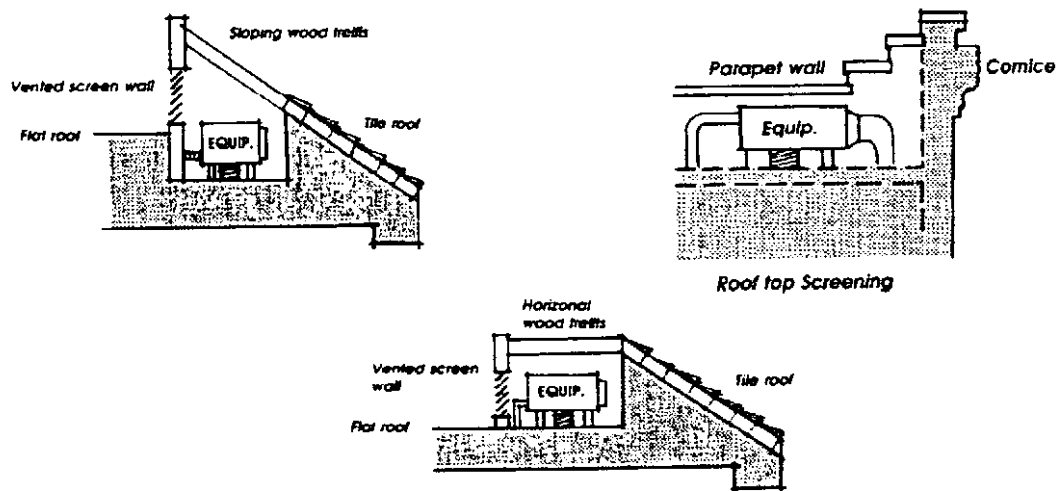 Sloping wood trellis
Vented screen wall
Flat roof
EQUIP.
Tile roof
Parapet wall
Cornice
Equip.
Roof top Screening
Horizonal
wood trellis
Vented screen
wall
EQUIP.
Tile roof
Flat roof